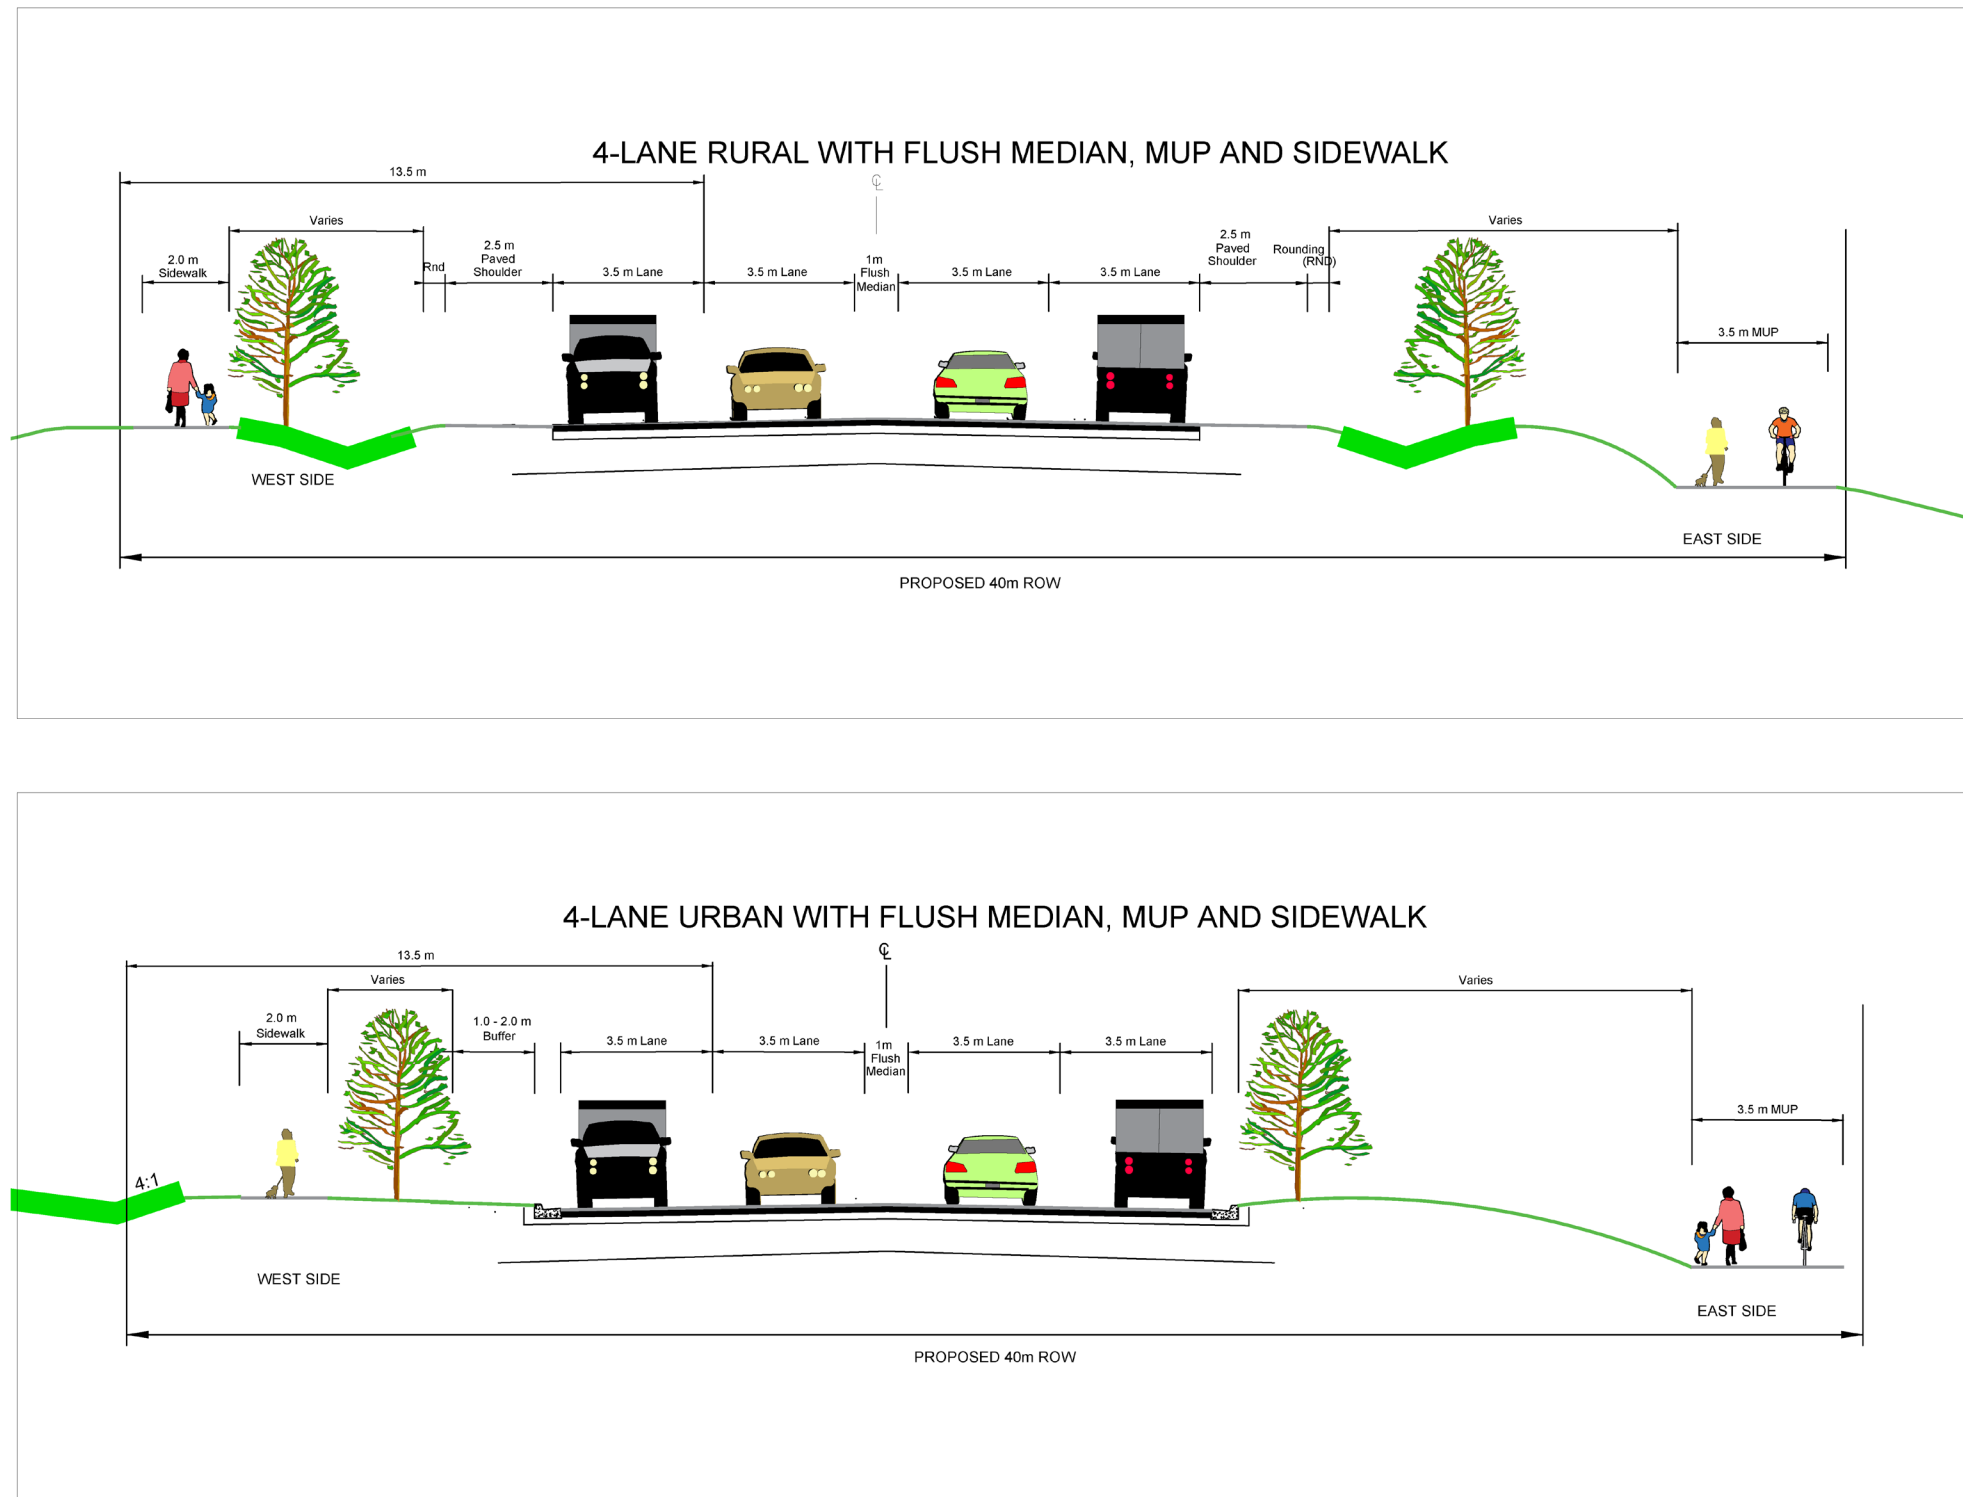 4-LANE RURAL WITH FLUSH MEDIAN, MUP AND SIDEWALK
13.5 m
℄
Varies
Varies
2.0 m
Sidewalk
Rnd
2.5 m
Paved
Shoulder
3.5 m Lane
3.5 m Lane
1m
Flush
Median
3.5 m Lane
3.5 m Lane
2.5 m
Paved
Shoulder
Rounding
(RND)
3.5 m MUP
WEST SIDE
EAST SIDE
PROPOSED 40m ROW
4-LANE URBAN WITH FLUSH MEDIAN, MUP AND SIDEWALK
13.5 m
℄
Varies
Varies
2.0 m
Sidewalk
1.0 - 2.0 m
Buffer
3.5 m Lane
3.5 m Lane
1m
Flush
Median
3.5 m Lane
3.5 m Lane
3.5 m MUP
4:1
WEST SIDE
EAST SIDE
PROPOSED 40m ROW